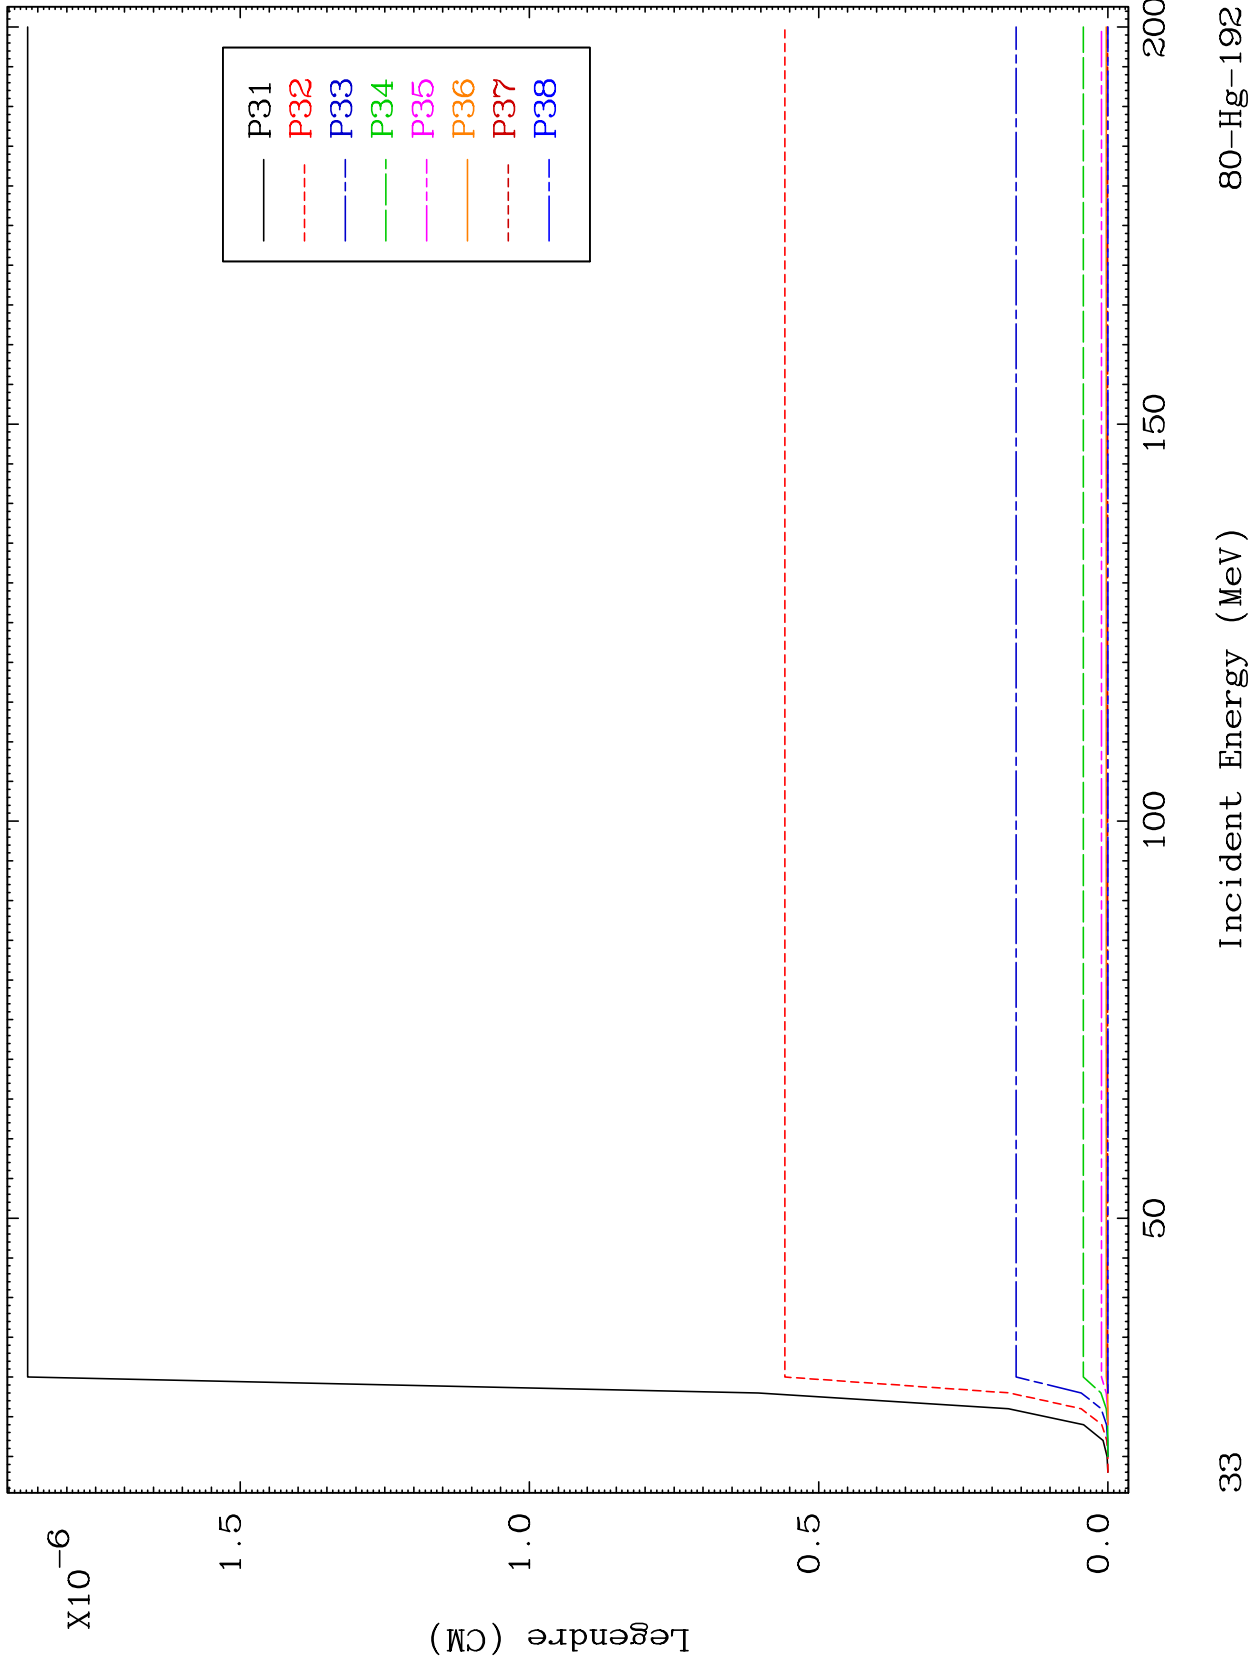 X10-6
1.5
1.0
0.5
0.0
Legendre (CM)
P31
P32
P33
P34
P35
P36
P37
P38
50
100
150
200
33
Incident Energy (MeV)
80-Hg-192